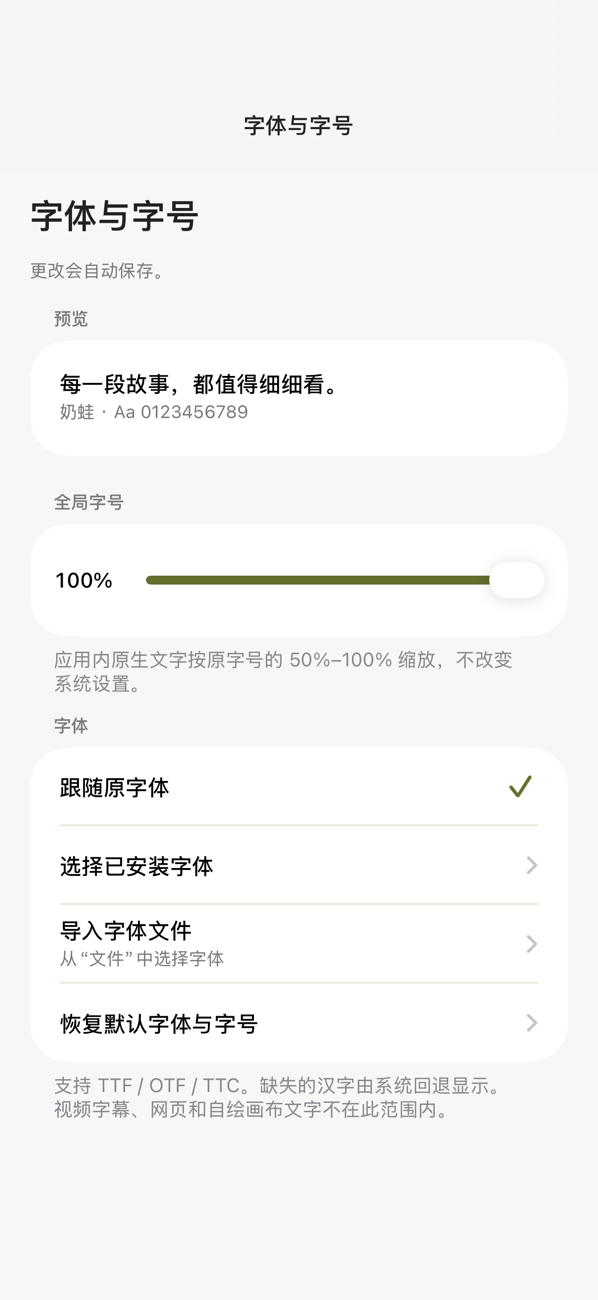 字体与字号
字体与字号
更改会自动保存。
预览
每一段故事，都值得细细看。
奶蛙 · Aa 0123456789
全局字号
100%
应用内原生文字按原字号的 50%–100% 缩放，不改变
系统设置。
字体
跟随原字体
选择已安装字体
导入字体文件
从“文件”中选择字体
恢复默认字体与字号
支持 TTF / OTF / TTC。缺失的汉字由系统回退显示。
视频字幕、网页和自绘画布文字不在此范围内。